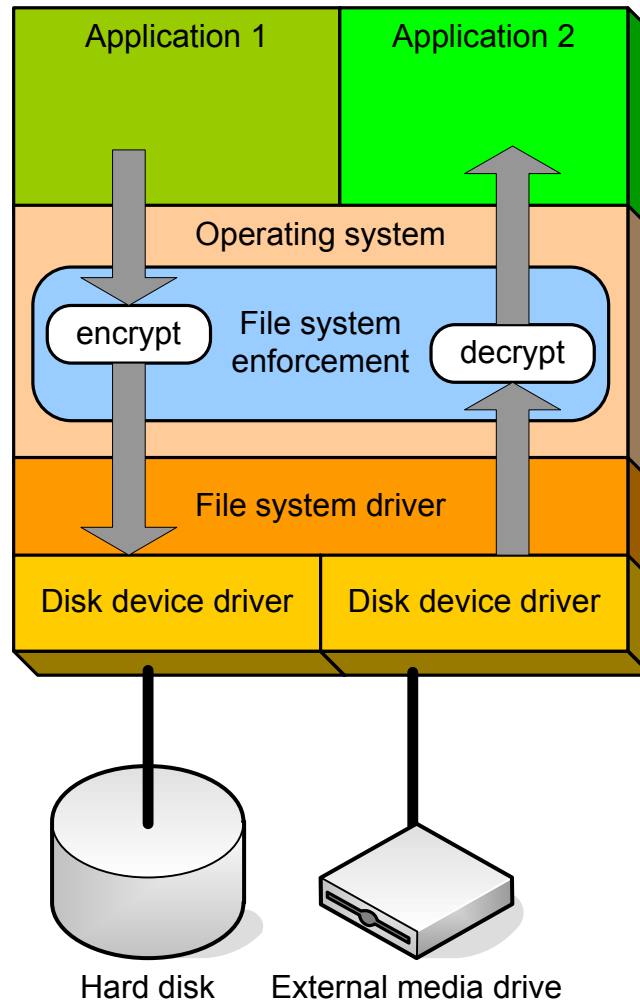 Application 1
Application 2
Operating system
encrypt
File system
enforcement
decrypt
File system driver
Disk device driver
Disk device driver
Hard disk
External media drive